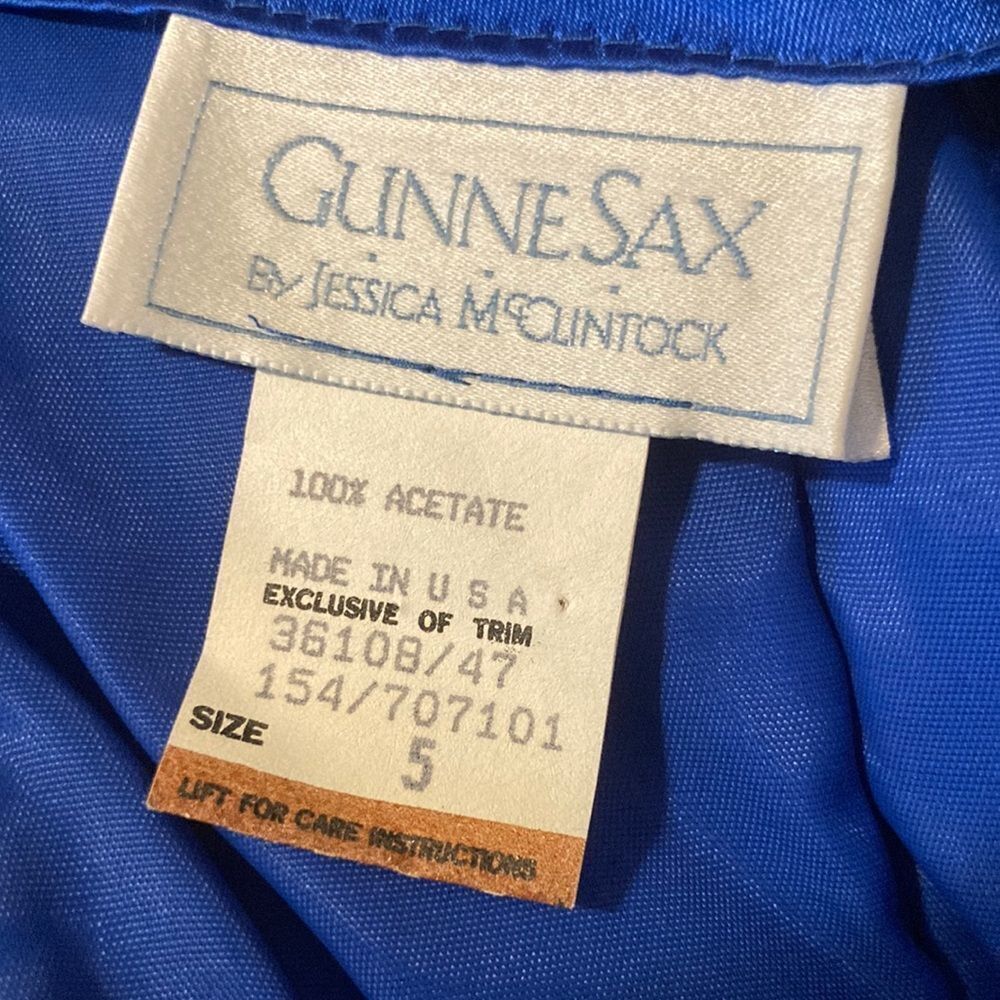 GUNNE SAX
By JESSICA McCLINTOCK
100% ACETATE
MADE IN U S A
EXCLUSIVE OF TRIM
36108/47
154/707101
SIZE 5
LIFT FOR CARE INSTRUCTIONS